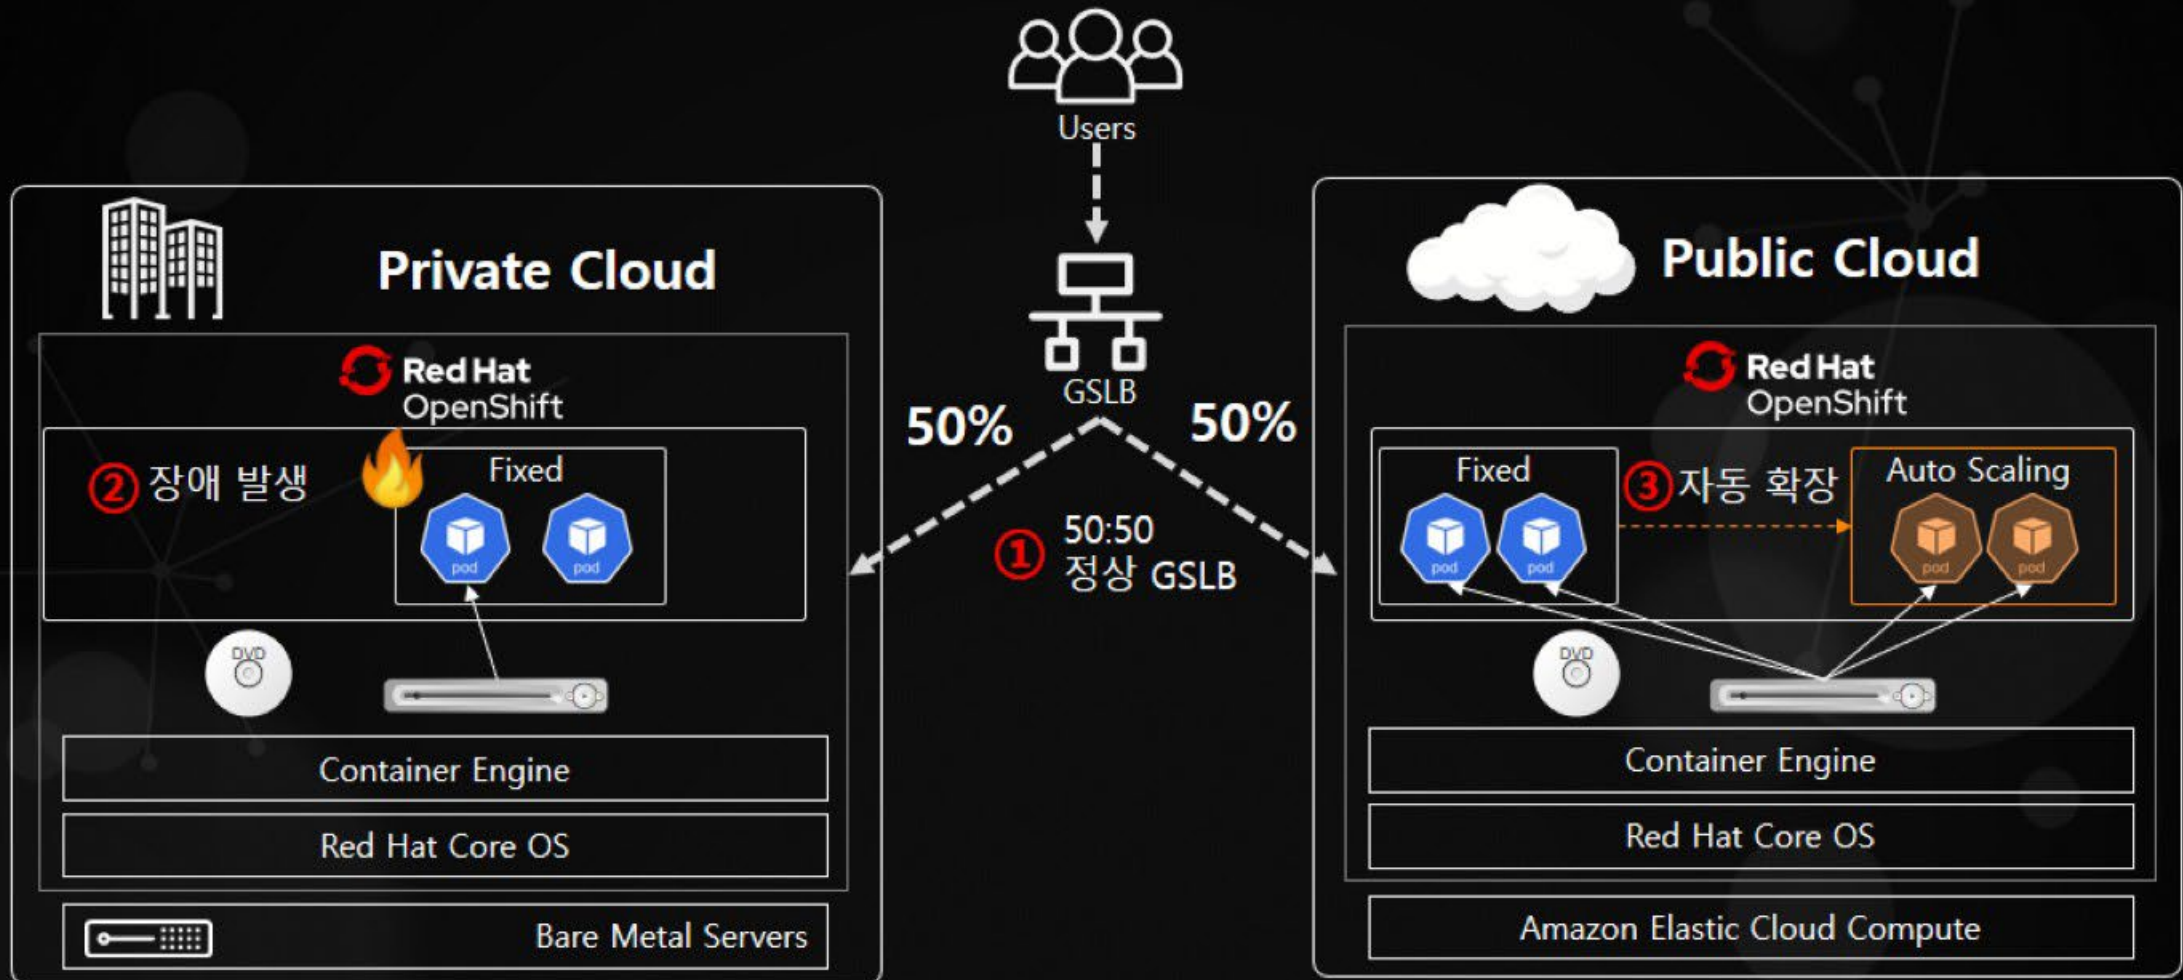 Users
GSLB
50%
50%
① 50:50
정상 GSLB
Private Cloud
Red Hat
OpenShift
② 장애 발생
Fixed
pod
pod
DVD
Container Engine
Red Hat Core OS
Bare Metal Servers
Public Cloud
Red Hat
OpenShift
Fixed
③ 자동 확장
Auto Scaling
pod
pod
pod
pod
DVD
Container Engine
Red Hat Core OS
Amazon Elastic Cloud Compute